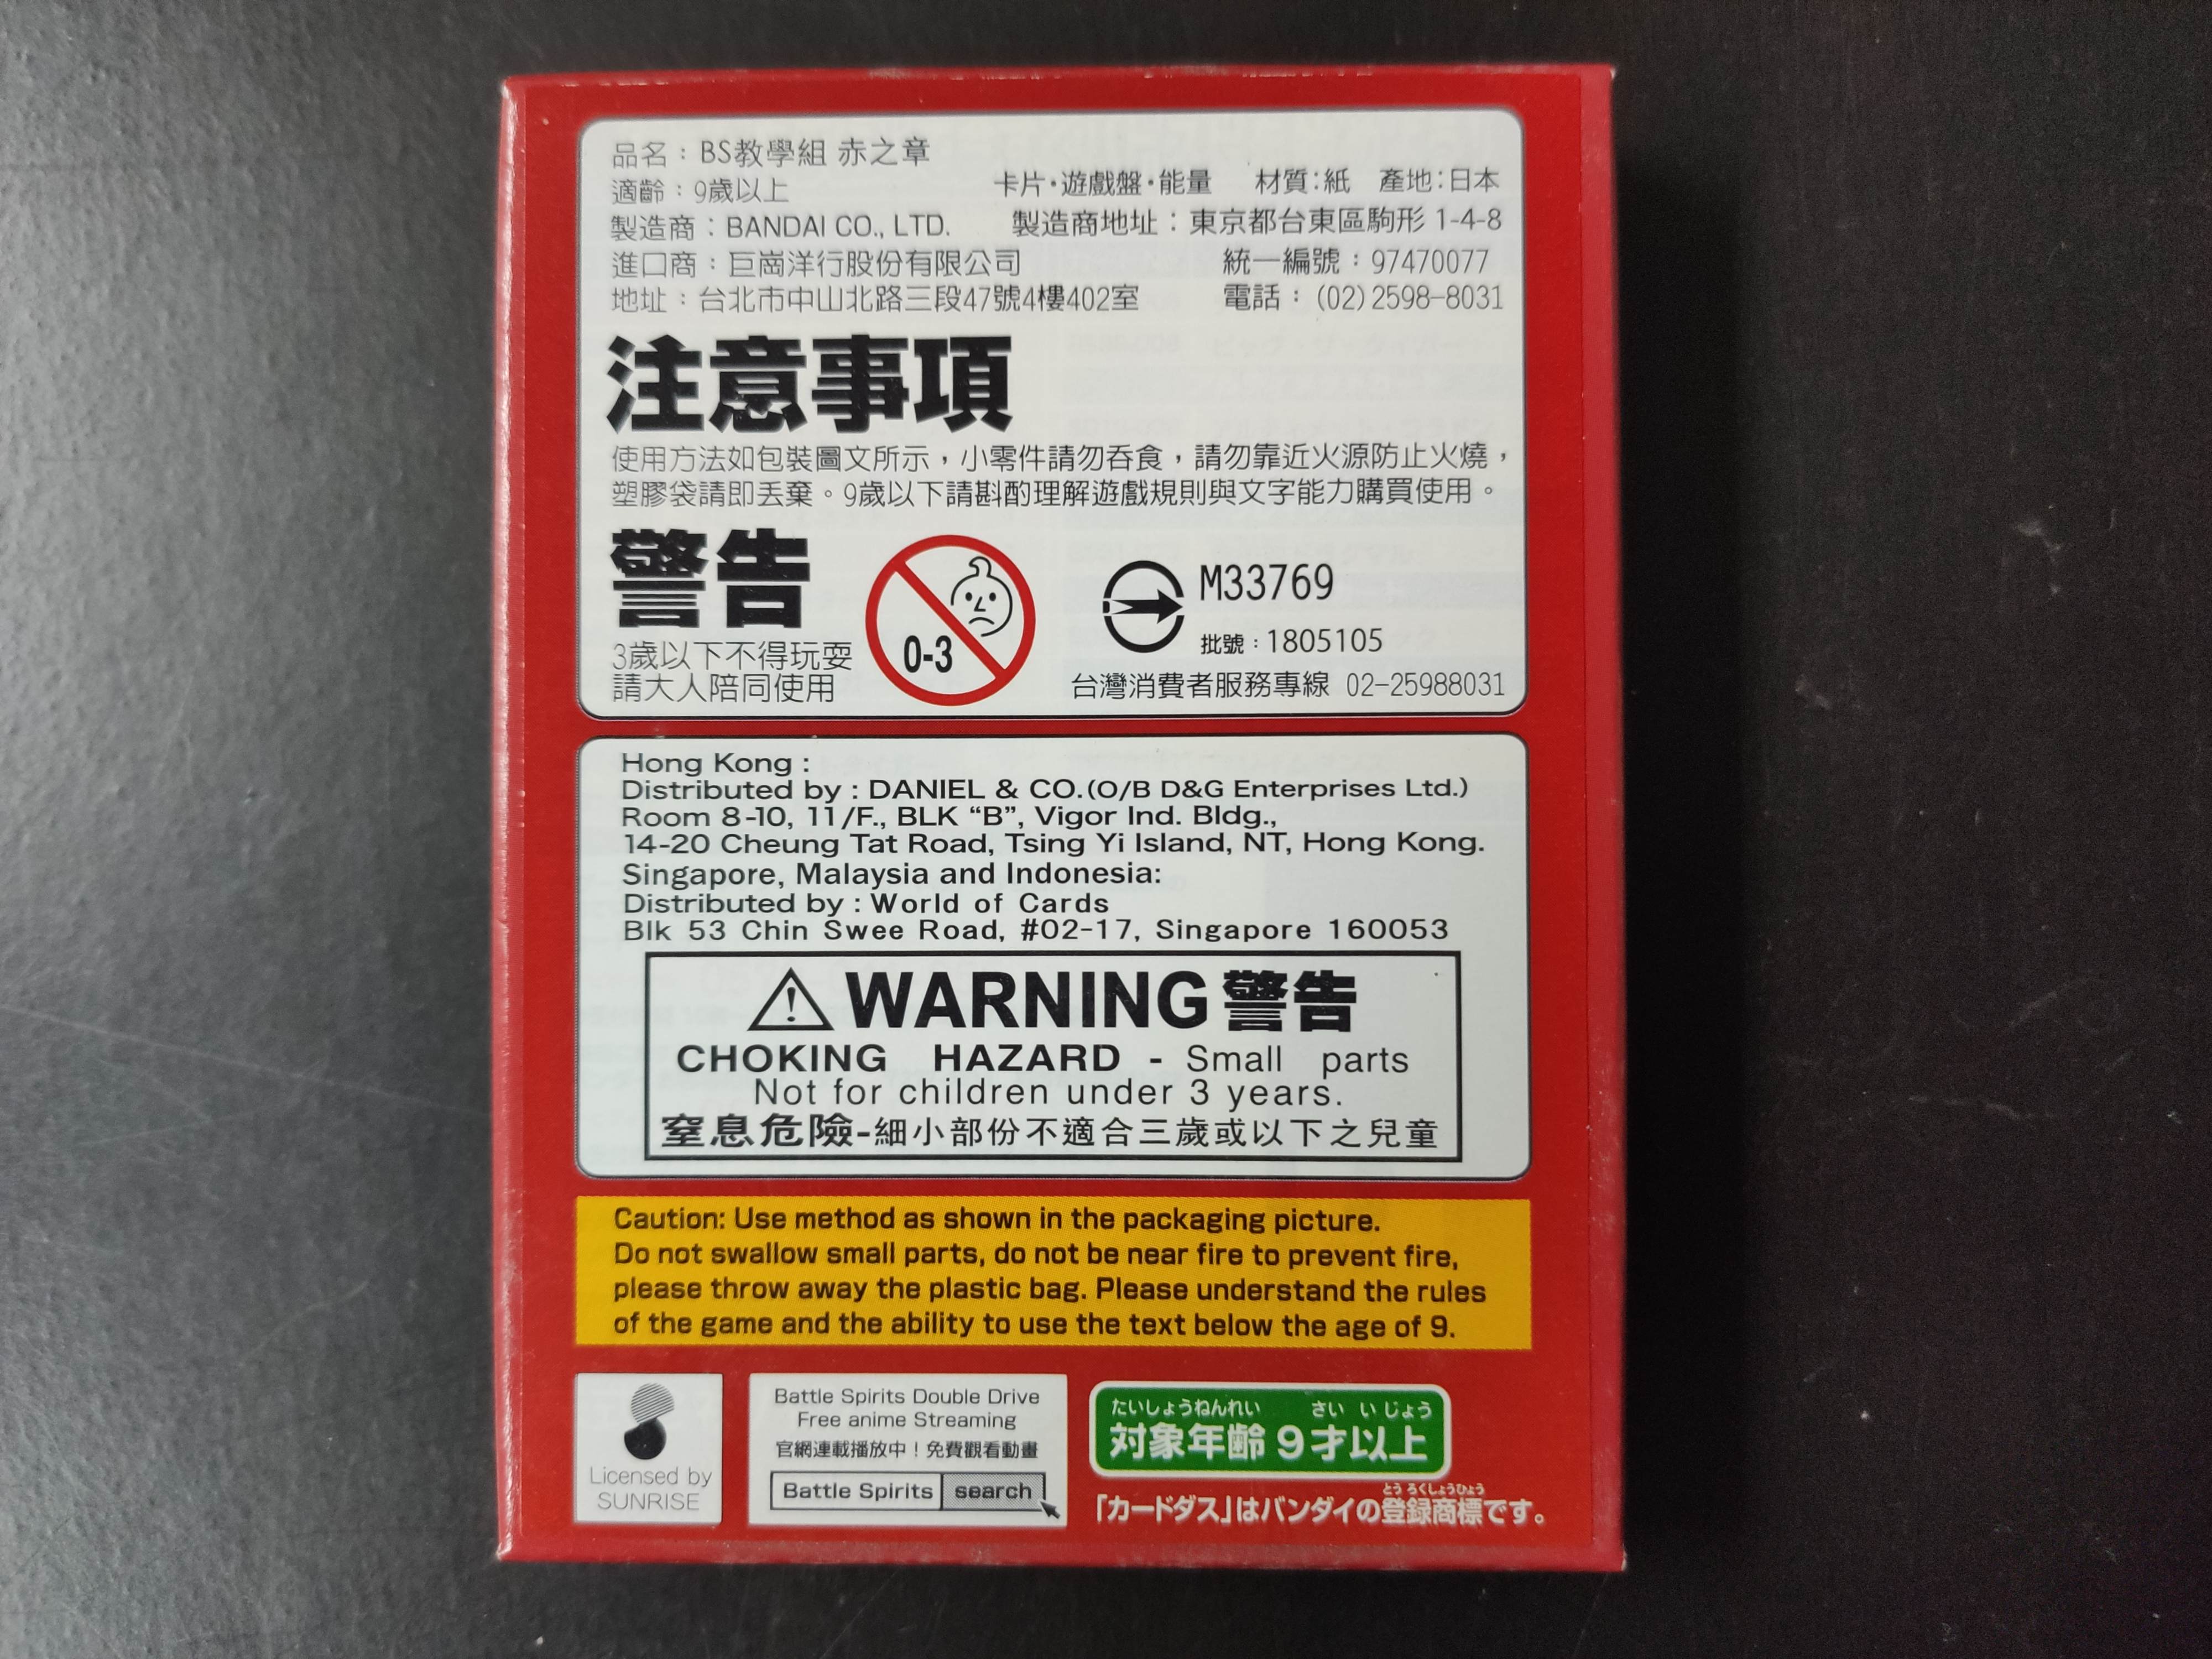 品名：BS教學組 赤之章
適齡：9歲以上
卡片・遊戲盤・能量 材質：紙 產地：日本
製造商：BANDAI CO., LTD. 製造商地址：東京都台東區駒形 1-4-8
進口商：巨崗洋行股份有限公司 統一編號：97470077
地址：台北市中山北路三段47號4樓402室 電話：(02)2598-8031
注意事項
使用方法如包裝圖文所示，小零件請勿吞食，請勿靠近火源防止火燒，
塑膠袋請即丟棄。9歲以下請斟酌理解遊戲規則與文字能力購買使用。
警告
3歲以下不得玩耍
請大人陪同使用
0-3
M33769
批號：1805105
台灣消費者服務專線 02-25988031
Hong Kong :
Distributed by : DANIEL & CO.(O/B D&G Enterprises Ltd.)
Room 8-10, 11/F., BLK “B”, Vigor Ind. Bldg.,
14-20 Cheung Tat Road, Tsing Yi Island, NT, Hong Kong.
Singapore, Malaysia and Indonesia:
Distributed by : World of Cards
Blk 53 Chin Swee Road, #02-17, Singapore 160053
WARNING 警告
CHOKING HAZARD - Small parts
Not for children under 3 years.
窒息危險-細小部份不適合三歲或以下之兒童
Caution: Use method as shown in the packaging picture.
Do not swallow small parts, do not be near fire to prevent fire,
please throw away the plastic bag. Please understand the rules
of the game and the ability to use the text below the age of 9.
Licensed by
SUNRISE
Battle Spirits Double Drive
Free anime Streaming
官網連載播放中！免費觀看動畫
Battle Spirits search
たいしょうねんれい さい いじょう
対象年齢 9才以上
とうろくしょうひょう
「カードダス」はバンダイの登録商標です。